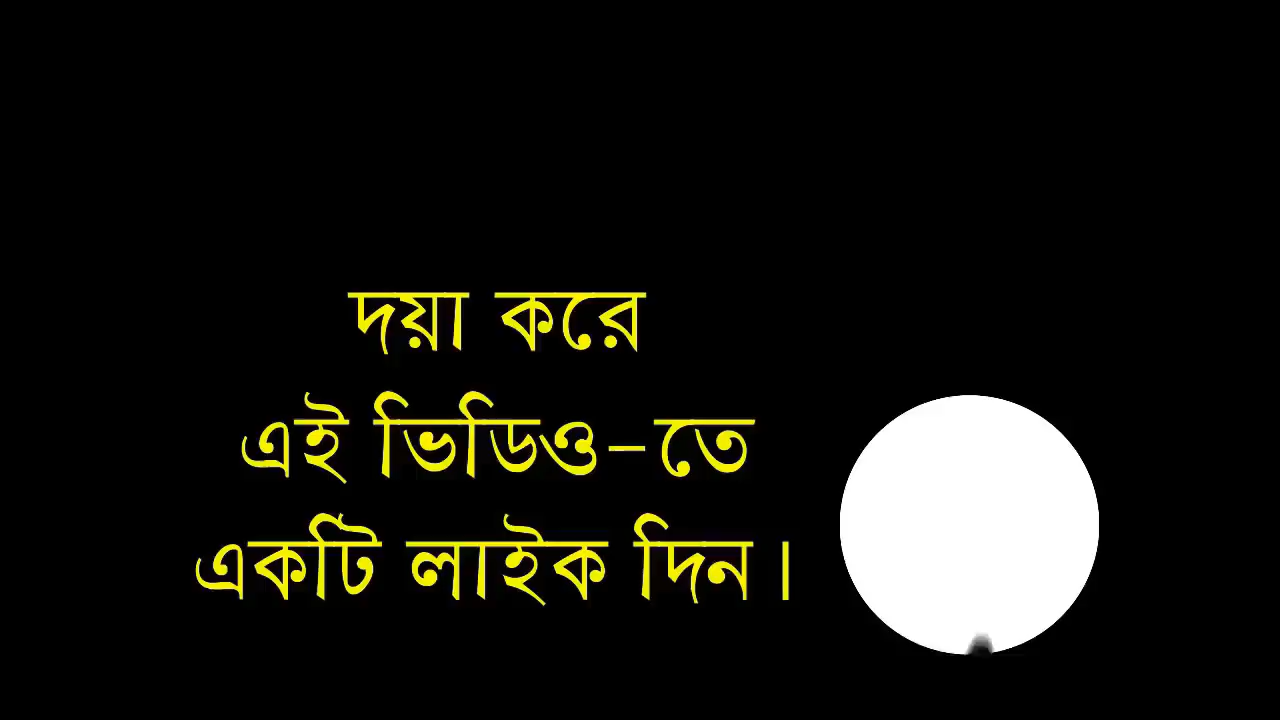 দয়া করে
এই ভিডিও-তে
একটি লাইক দিন।